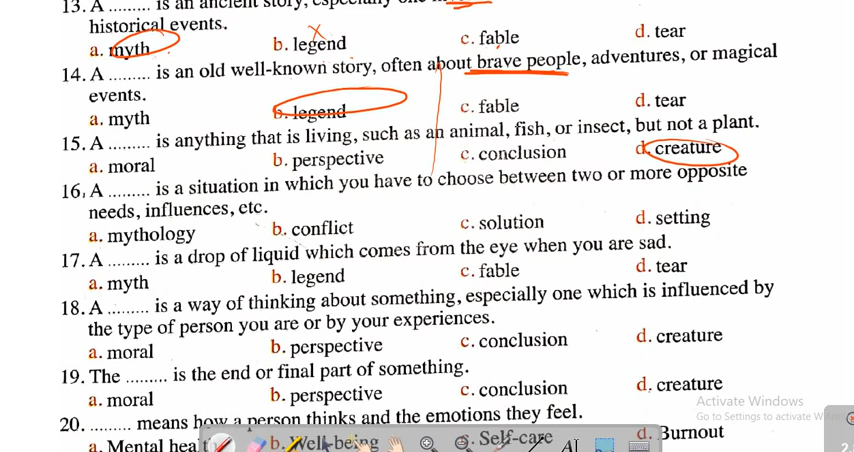 13. A ......... is an ancient story, especially one
historical events.
a. myth b. legend c. fable d. tear
14. A ......... is an old well-known story, often about brave people, adventures, or magical
events.
a. myth b. legend c. fable d. tear
15. A ......... is anything that is living, such as an animal, fish, or insect, but not a plant.
a. moral b. perspective c. conclusion d. creature
16. A ......... is a situation in which you have to choose between two or more opposite
needs, influences, etc.
a. mythology b. conflict c. solution d. setting
17. A ......... is a drop of liquid which comes from the eye when you are sad.
a. myth b. legend c. fable d. tear
18. A ......... is a way of thinking about something, especially one which is influenced by
the type of person you are or by your experiences.
a. moral b. perspective c. conclusion d. creature
19. The ......... is the end or final part of something.
a. moral b. perspective c. conclusion d. creature
Activate Windows
Go to Settings to activate
20. ......... means how a person thinks and the emotions they feel.
a. Mental b. Well-being c. Self-care d. Burnout